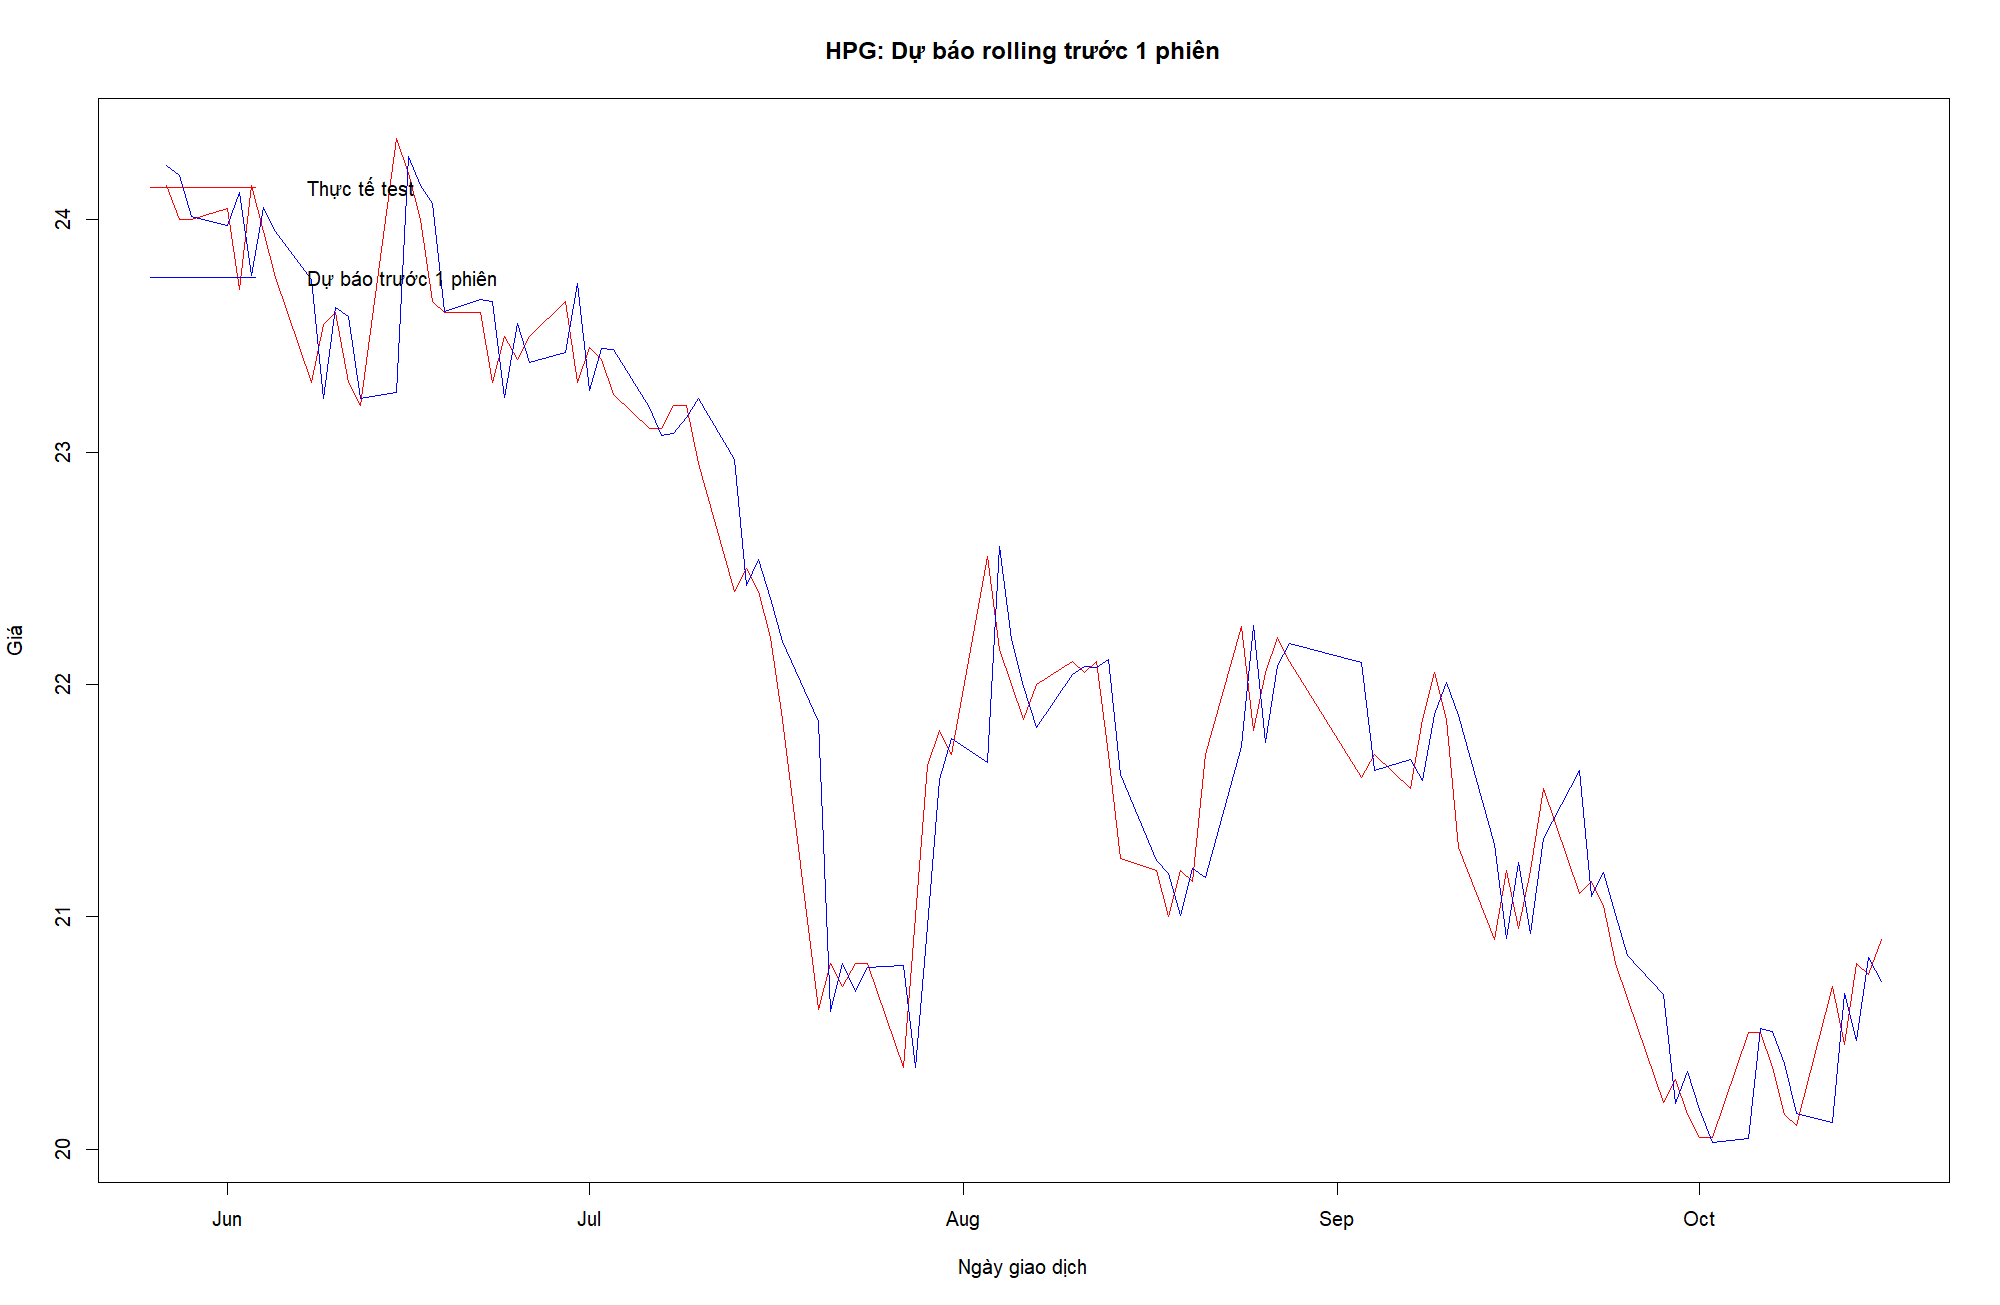 HPG: Dự báo rolling trước 1 phiên
Thực tế test
Dự báo trước 1 phiên
Giá
24
23
22
21
20
Jun Jul Aug Sep Oct
Ngày giao dịch